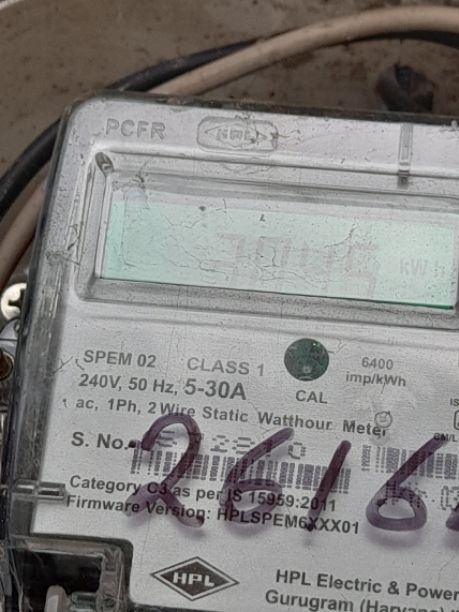 PCFR
kWh
SPEM 02 CLASS 1 6400
240V, 50 Hz, 5-30A CAL imp/kWh
ac, 1Ph, 2 Wire Static Watthour Meter
S. No.
2616
Category C3 as per IS 15959:2011
Firmware Version: HPLSPEM6XXX01
HPL
HPL Electric & Power
Gurugram (Haryana)